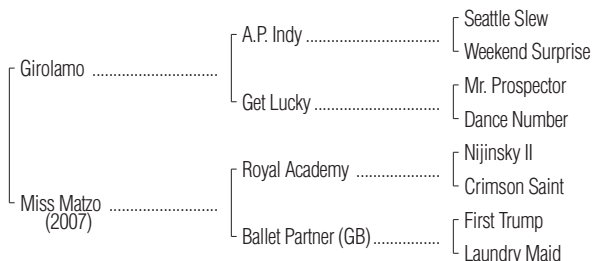 Seattle Slew
A.P. Indy ................................
Weekend Surprise
Girolamo ................................
Mr. Prospector
Get Lucky ................................
Dance Number
Nijinsky II
Royal Academy .....................
Crimson Saint
Miss Matzo ............................
(2007)
First Trump
Ballet Partner (GB).................
Laundry Maid